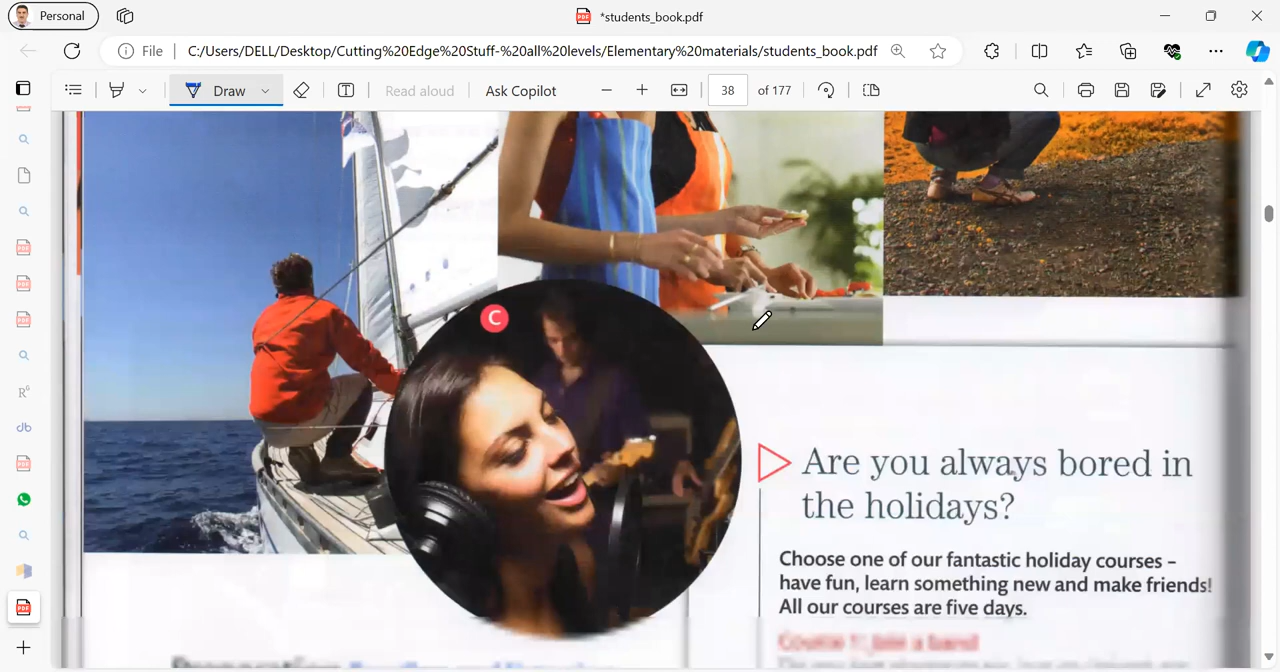 Personal
*students_book.pdf
File
C:/Users/DELL/Desktop/Cutting%20Edge%20Stuff-%20all%20levels/Elementary%20materials/students_book.pdf
Draw
Read aloud
Ask Copilot
38 of 177
C
Are you always bored in
the holidays?
Choose one of our fantastic holiday courses –
have fun, learn something new and make friends!
All our courses are five days.